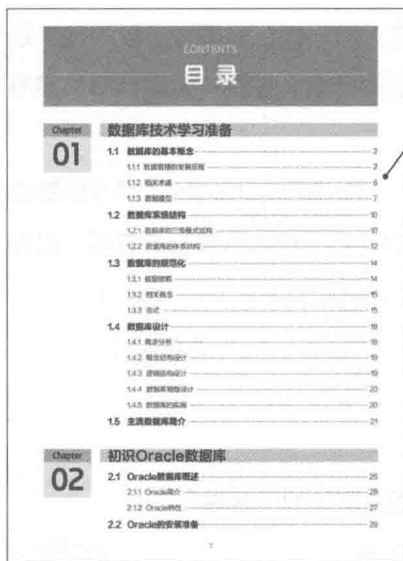 CONTENTS
目 录
Chapter
01
数据库技术学习准备
1.1 数据库的基本概念 2
1.1.1 数据管理的发展历程 2
1.1.2 相关术语 6
1.1.3 数据模型 7
1.2 数据库系统结构 10
1.2.1 数据库的三级模式结构 10
1.2.2 数据库的体系结构 12
1.3 数据库的规范化 14
1.3.1 函数依赖 14
1.3.2 相关概念 15
1.3.3 范式 15
1.4 数据库设计 18
1.4.1 需求分析 18
1.4.2 概念结构设计 19
1.4.3 逻辑结构设计 19
1.4.4 数据库物理设计 20
1.4.5 数据库的实施 20
1.5 主流数据库简介 21
Chapter
02
初识Oracle数据库
2.1 Oracle数据库概述 26
2.1.1 Oracle简介 26
2.1.2 Oracle特性 27
2.2 Oracle的安装准备 29